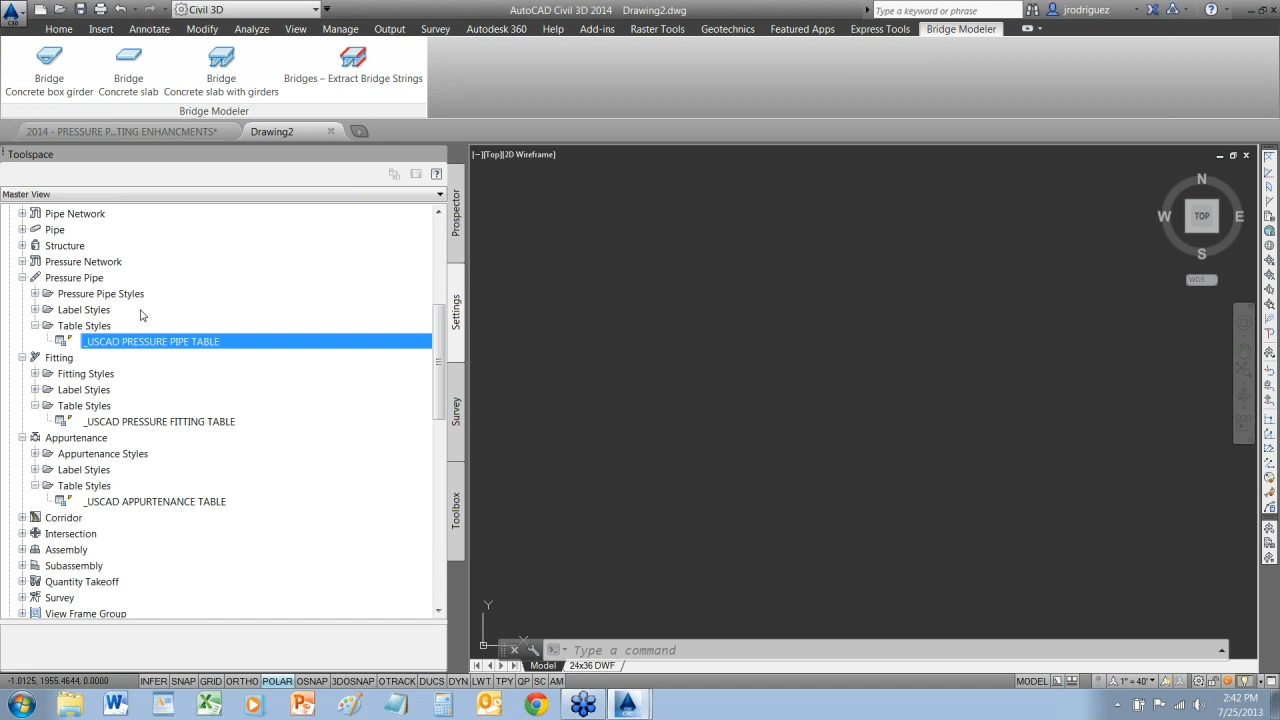 Civil 3D
AutoCAD Civil 3D 2014 Drawing2.dwg
Type a keyword or phrase
jrodriguez
Home Insert Annotate Modify Analyze View Manage Output Survey Autodesk 360 Help Add-ins Raster Tools Geotechnics Featured Apps Express Tools Bridge Modeler
Bridge Bridge Bridge Bridges – Extract Bridge Strings
Concrete box girder Concrete slab Concrete slab with girders
Bridge Modeler
2014 - PRESSURE P...TING ENHANCMENTS* Drawing2
Toolspace
[−][Top][2D Wireframe]
Master View
Prospector
Settings
Survey
Toolbox
Pipe Network
Pipe
Structure
Pressure Network
Pressure Pipe
Pressure Pipe Styles
Label Styles
Table Styles
_USCAD PRESSURE PIPE TABLE
Fitting
Fitting Styles
Label Styles
Table Styles
_USCAD PRESSURE FITTING TABLE
Appurtenance
Appurtenance Styles
Label Styles
Table Styles
_USCAD APPURTENANCE TABLE
Corridor
Intersection
Assembly
Subassembly
Quantity Takeoff
Survey
View Frame Group
N
W TOP E
S
WCS
Y
X
Type a command
Model 24x36 DWF
-1.0125, 1955.4644, 0.0000 INFER SNAP GRID ORTHO POLAR OSNAP 3DOSNAP OTRACK DUCS DYN LWT TPY QP SC AM MODEL 1" = 40'
2:42 PM
7/25/2013